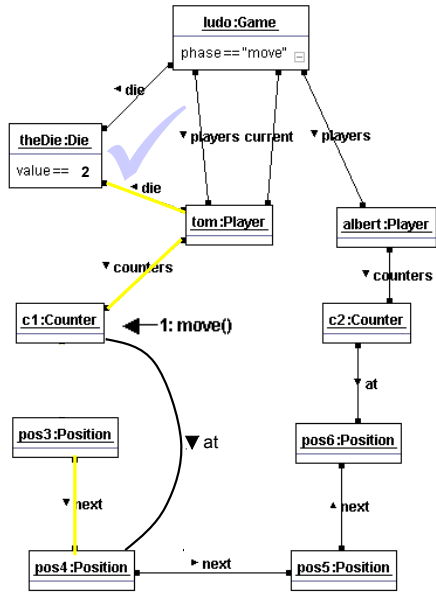 ludo:Game
phase=="move"
die
theDie:Die
value== 2
players current
players
die
tom:Player
albert:Player
counters
counters
c1:Counter
1: move()
c2:Counter
at
pos3:Position
at
pos6:Position
next
next
pos4:Position
next
pos5:Position